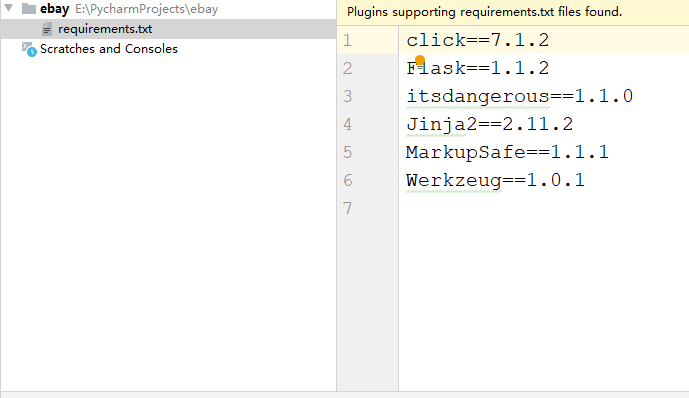 ebay E:\PycharmProjects\ebay
requirements.txt
Scratches and Consoles
Plugins supporting requirements.txt files found.
1 click==7.1.2
2 Flask==1.1.2
3 itsdangerous==1.1.0
4 Jinja2==2.11.2
5 MarkupSafe==1.1.1
6 Werkzeug==1.0.1
7